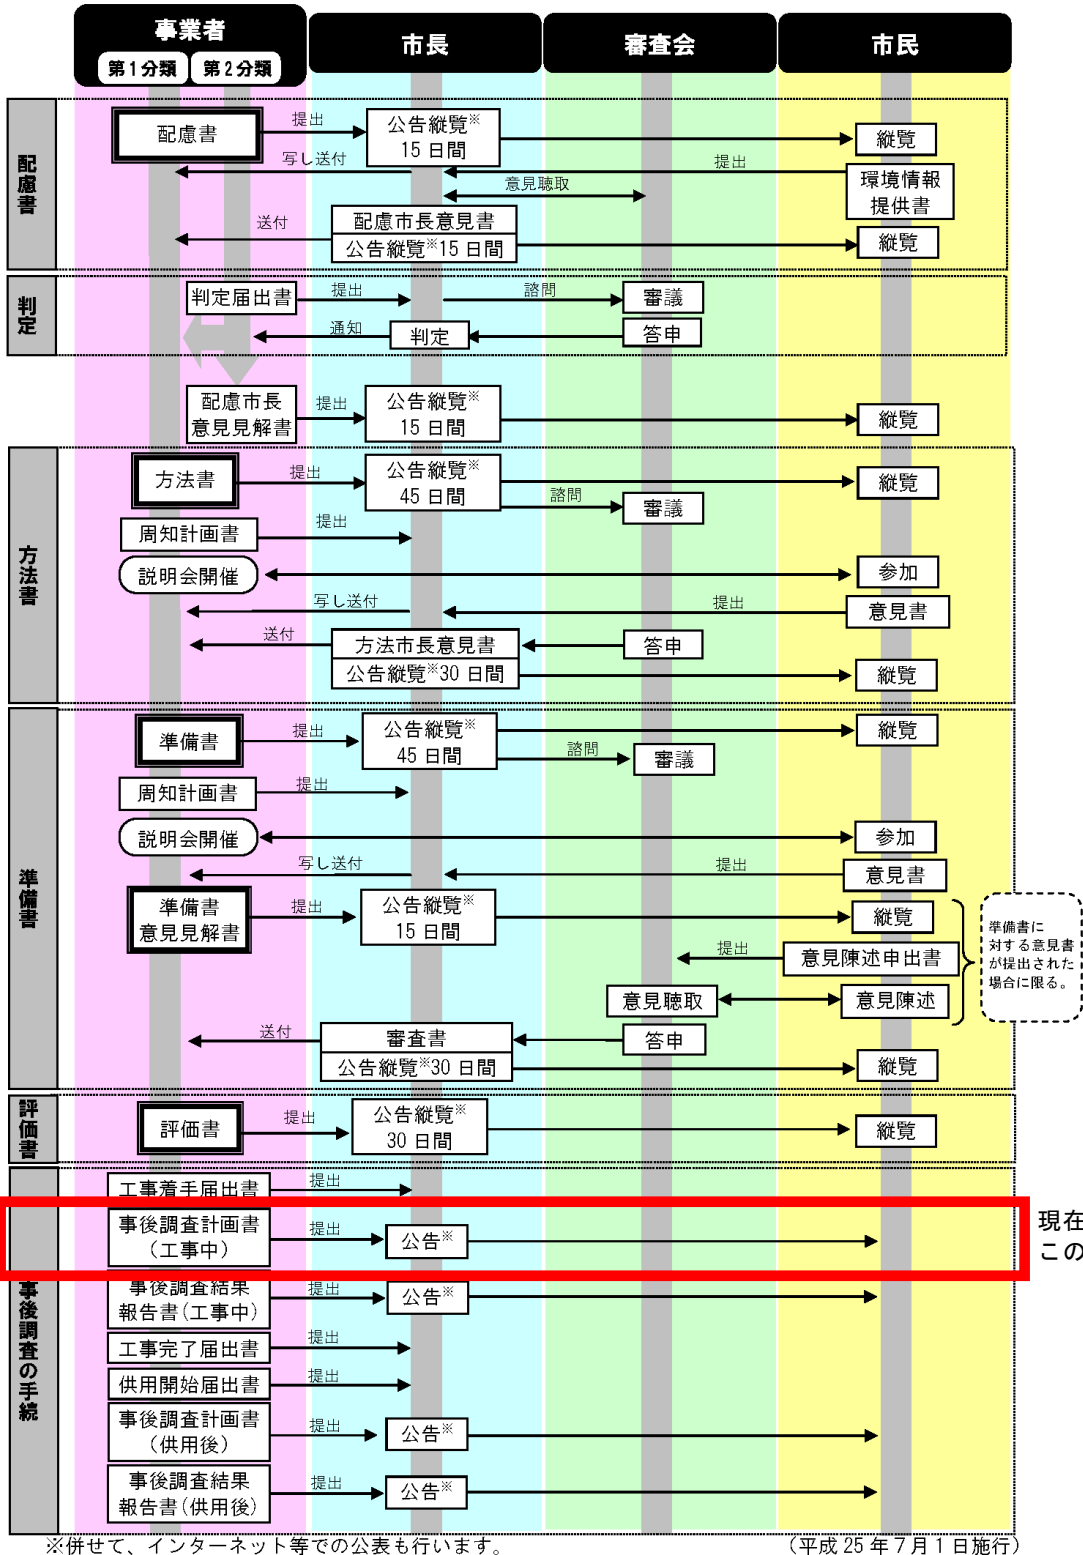 事業者
第1分類 第2分類
市長
審査会
市民
配慮書
配慮書
提出
公告縦覧※
15日間
縦覧
写し送付
提出
環境情報
提供書
意見聴取
送付
配慮市長意見書
公告縦覧※15日間
縦覧
判定
判定届出書
提出
諮問
審議
通知
判定
答申
配慮市長
意見見解書
提出
公告縦覧※
15日間
縦覧
方法書
方法書
提出
公告縦覧※
45日間
縦覧
諮問
審議
周知計画書
提出
説明会開催
参加
写し送付
提出
意見書
送付
方法市長意見書
公告縦覧※30日間
答申
縦覧
準備書
準備書
提出
公告縦覧※
45日間
縦覧
諮問
審議
周知計画書
提出
説明会開催
参加
写し送付
提出
意見書
準備書
意見見解書
提出
公告縦覧※
15日間
縦覧
準備書に
対する意見書
が提出された
場合に限る。
提出
意見陳述申出書
意見聴取
意見陳述
送付
審査書
公告縦覧※30日間
答申
縦覧
評価書
評価書
提出
公告縦覧※
30日間
縦覧
事後調査の手続
工事着手届出書
提出
事後調査計画書
(工事中)
提出
公告※
現在
この
事後調査結果
報告書(工事中)
提出
公告※
工事完了届出書
提出
供用開始届出書
提出
事後調査計画書
(供用後)
提出
公告※
事後調査結果
報告書(供用後)
提出
公告※
※併せて、インターネット等での公表も行います。
(平成25年7月1日施行)